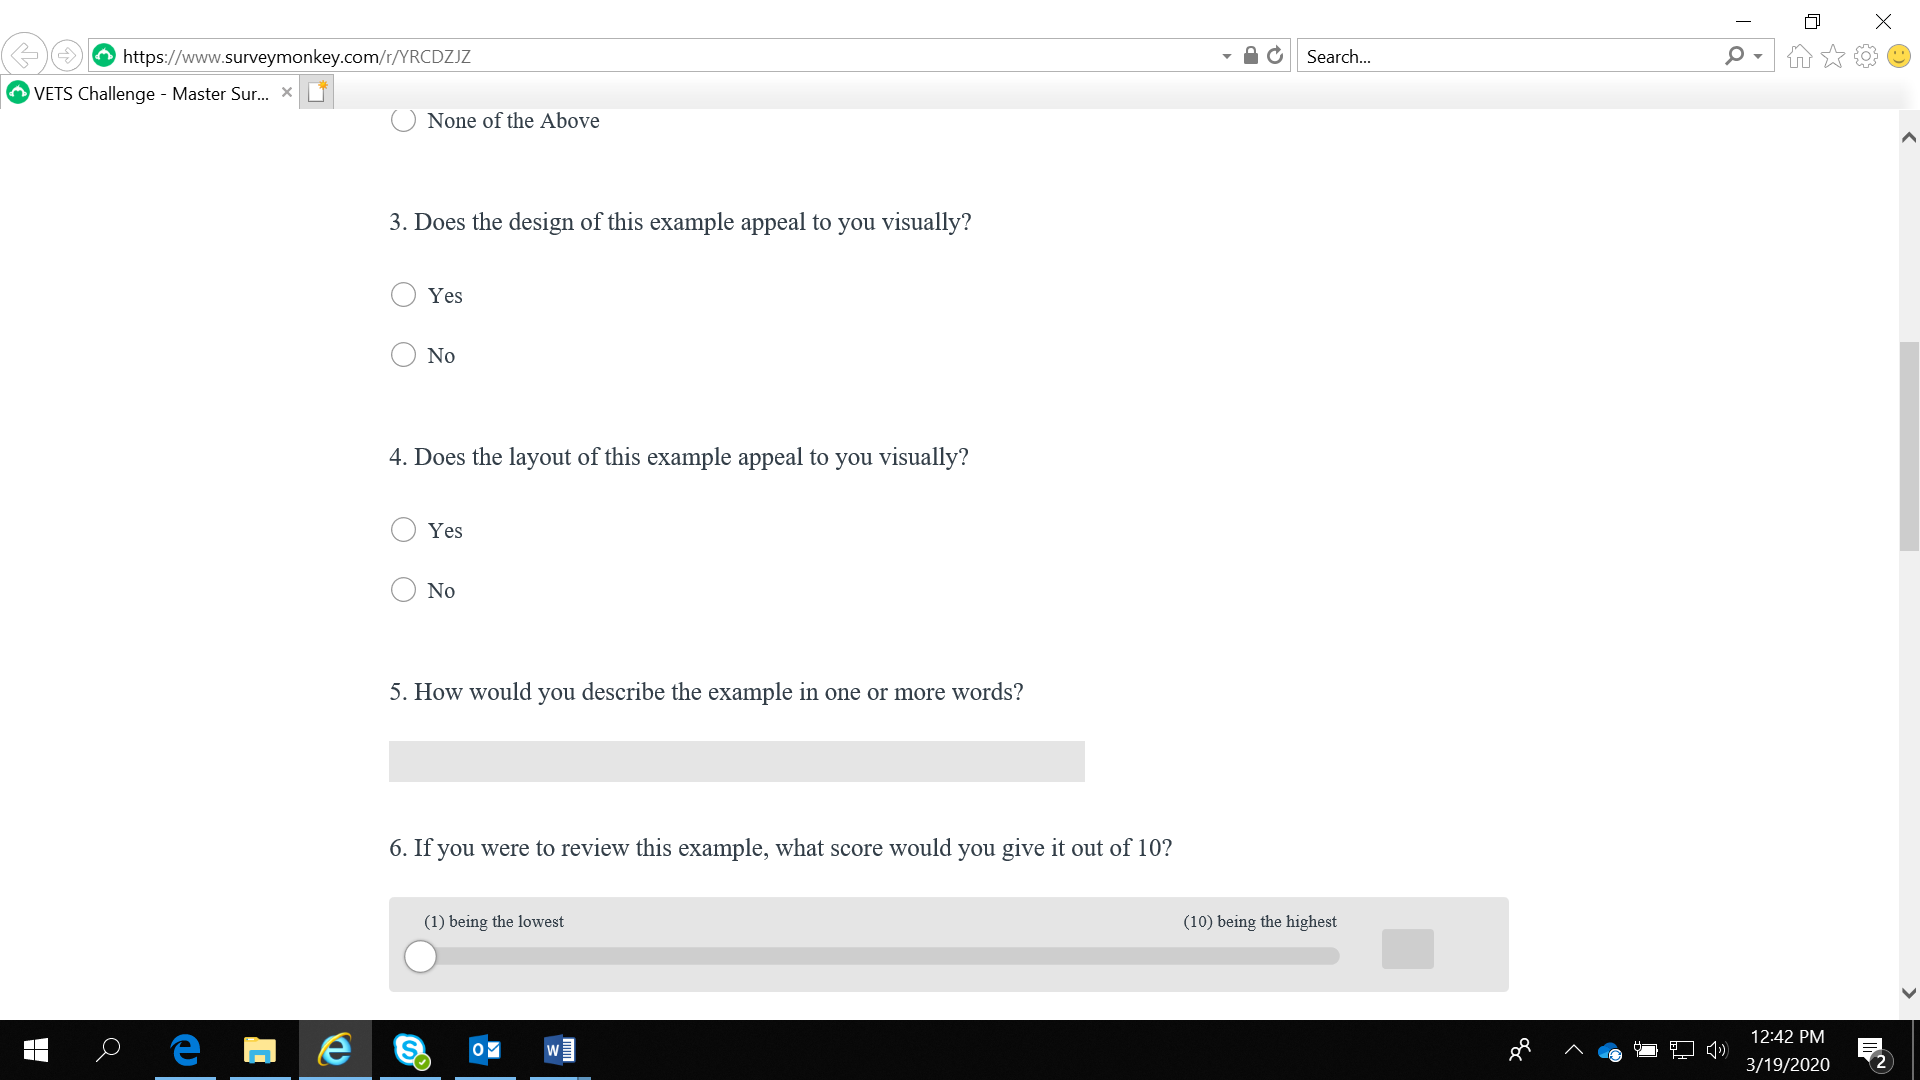 https://www.surveymonkey.com/r/YRCDZJZ
Search...
VETS Challenge - Master Sur...
None of the Above
3. Does the design of this example appeal to you visually?
Yes
No
4. Does the layout of this example appeal to you visually?
Yes
No
5. How would you describe the example in one or more words?
6. If you were to review this example, what score would you give it out of 10?
(1) being the lowest
(10) being the highest
12:42 PM
3/19/2020
2